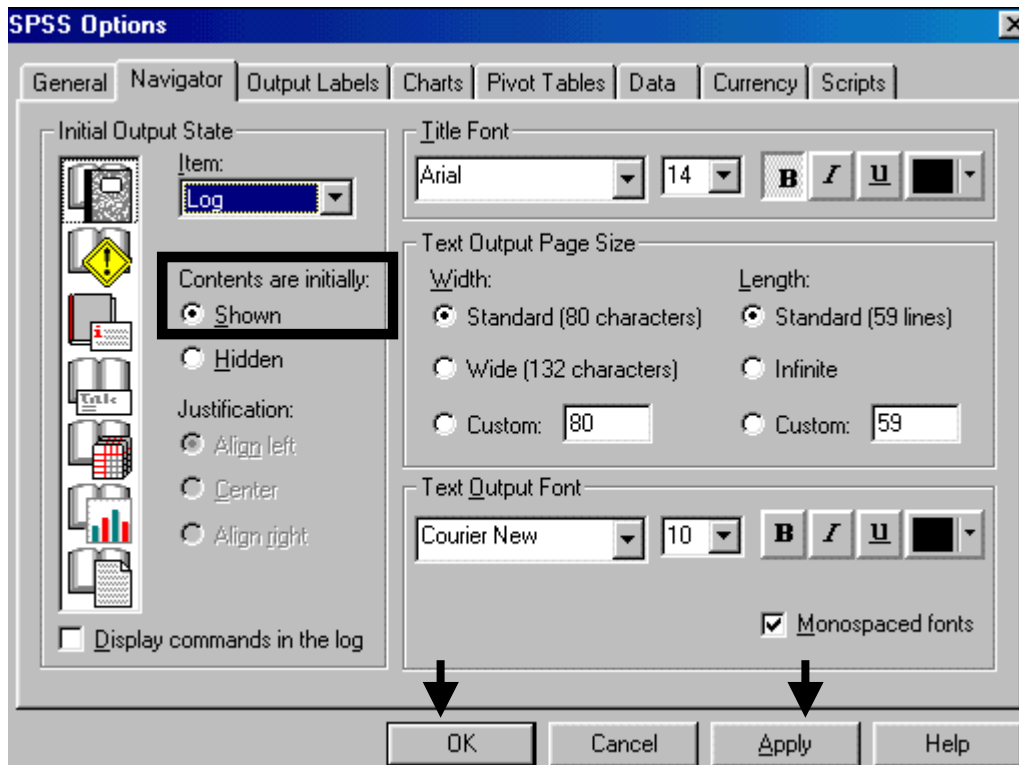 SPSS Options
General Navigator Output Labels Charts Pivot Tables Data Currency Scripts
Initial Output State
Item:
Log
Contents are initially:
Shown
Hidden
Justification:
Align left
Center
Align right
Display commands in the log
Title Font
Arial 14 B I U
Text Output Page Size
Width:
Standard (80 characters)
Wide (132 characters)
Custom: 80
Length:
Standard (59 lines)
Infinite
Custom: 59
Text Output Font
Courier New 10 B I U
Monospaced fonts
OK Cancel Apply Help